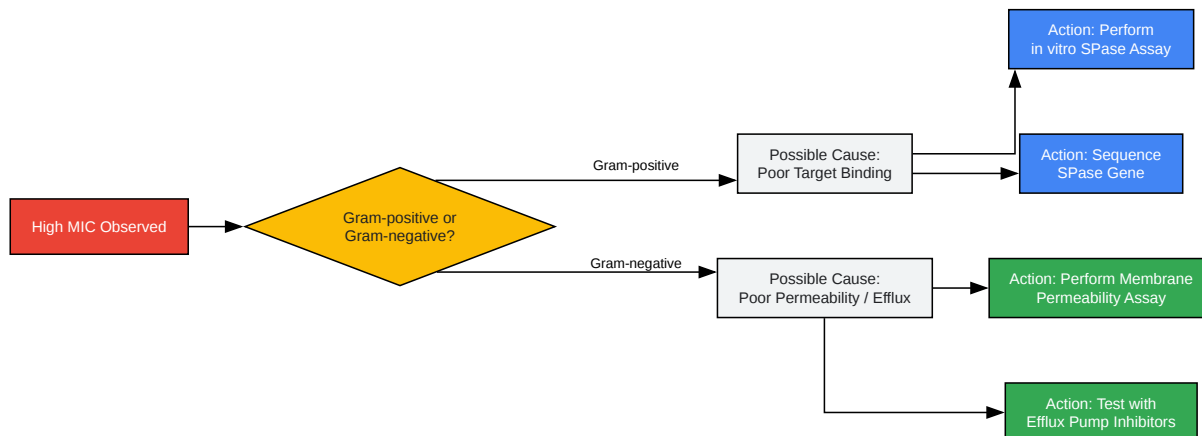 High MIC Observed
Gram-positive or
Gram-negative?
Gram-positive
Possible Cause:
Poor Target Binding
Action: Perform
in vitro SPase Assay
Action: Sequence
SPase Gene
Gram-negative
Possible Cause:
Poor Permeability / Efflux
Action: Perform Membrane
Permeability Assay
Action: Test with
Efflux Pump Inhibitors